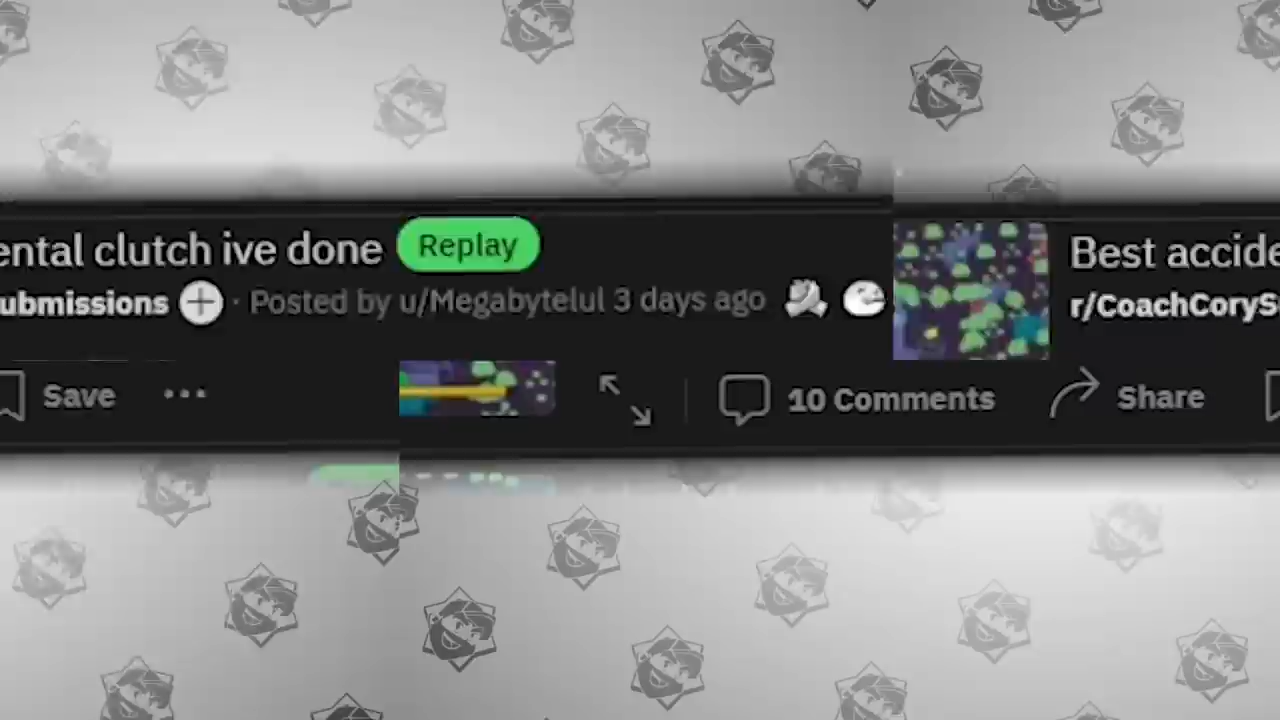 ental clutch ive done Replay
ubmissions · Posted by u/Megabytelul 3 days ago
Best accide
r/CoachCoryS
Save ···
10 Comments Share